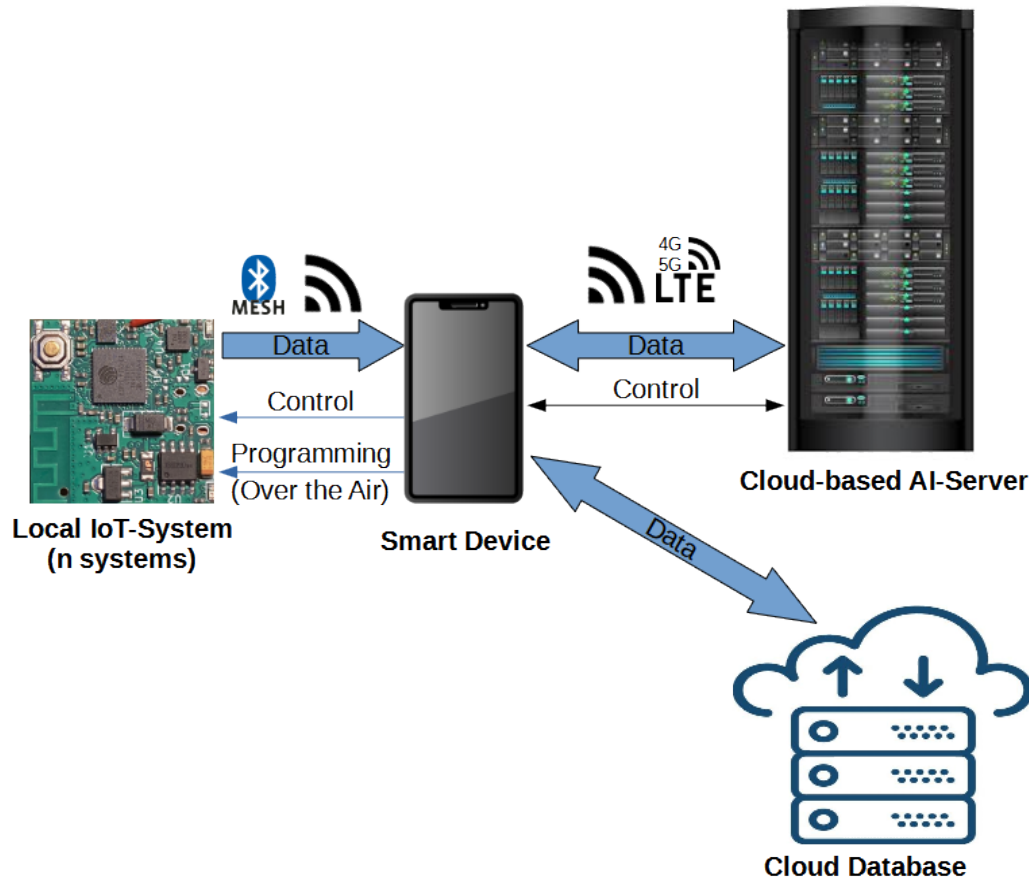 4G
5G
LTE
MESH
Data
Data
Control
Control
Programming
(Over the Air)
Cloud-based AI-Server
Local IoT-System
(n systems)
Smart Device
Data
Cloud Database